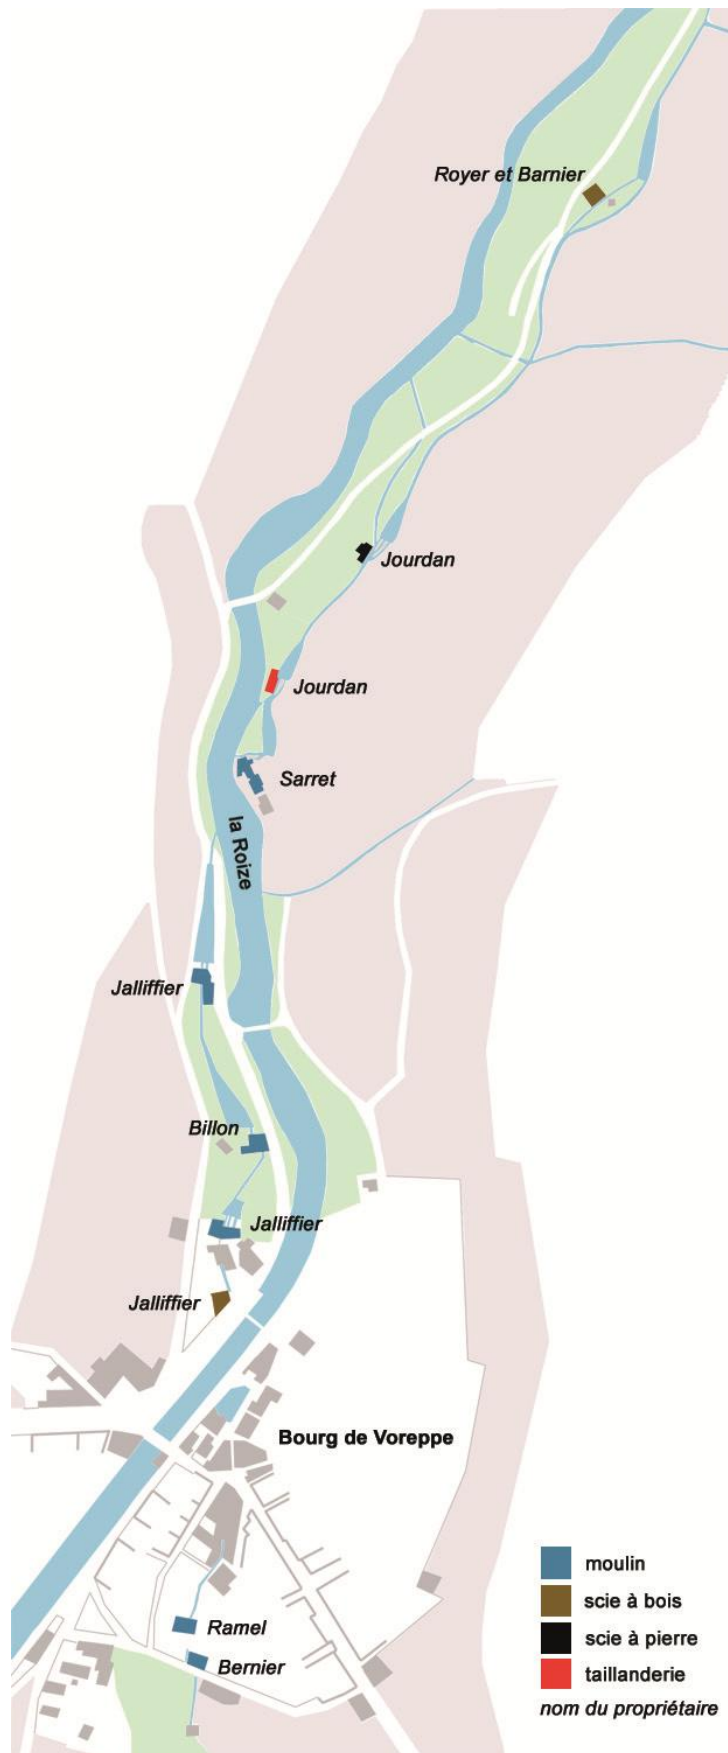 Royer et Barnier
Jourdan
Jourdan
Sarret
la Roize
Jalliffier
Billon
Jalliffier
Jalliffier
Bourg de Voreppe
Ramel
Bernier
moulin
scie à bois
scie à pierre
taillanderie
nom du propriétaire